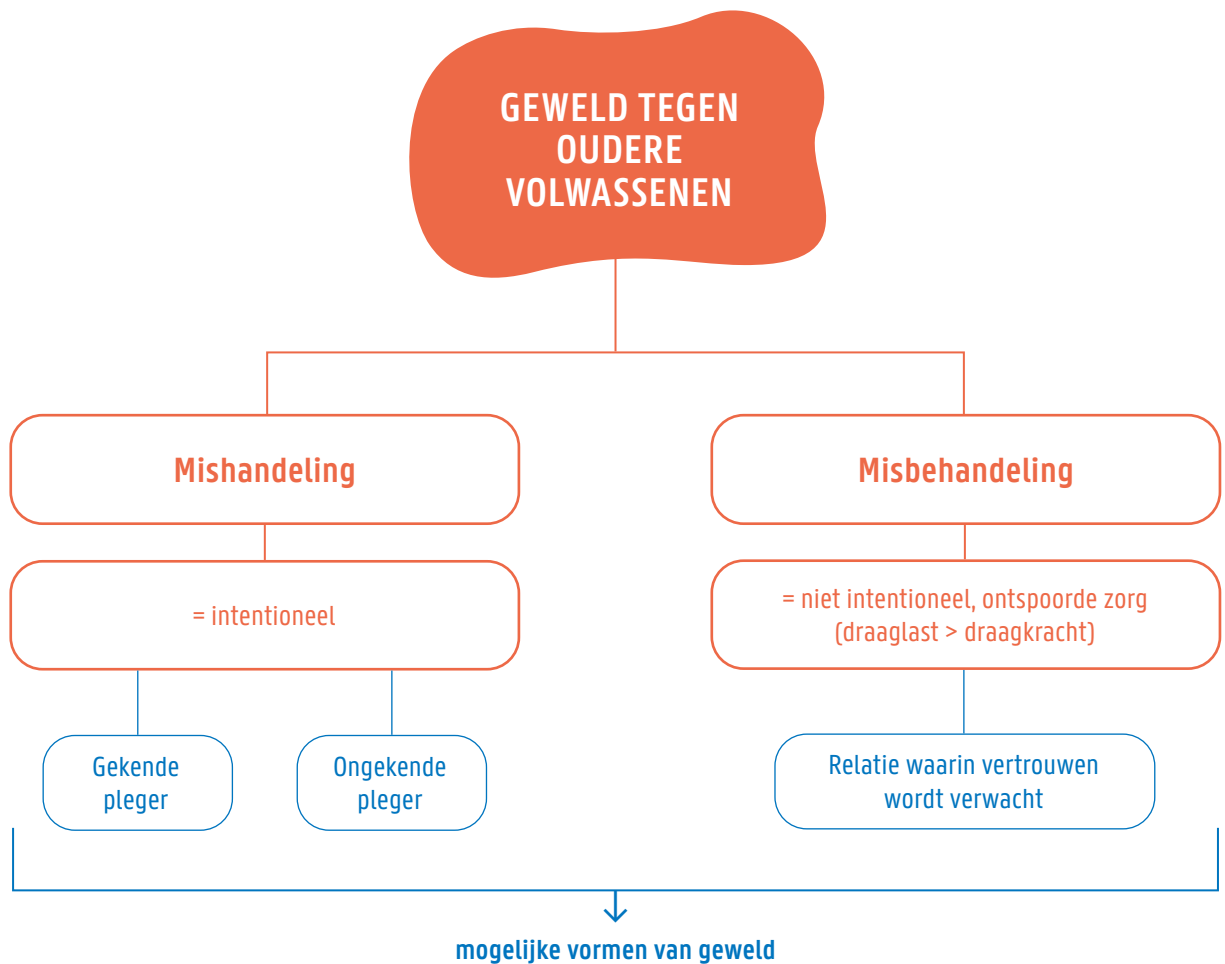 GEWELD TEGEN
OUDERE
VOLWASSENEN
Mishandeling
Misbehandeling
= intentioneel
= niet intentioneel, ontspoorde zorg
(draaglast > draagkracht)
Gekende
pleger
Ongekende
pleger
Relatie waarin vertrouwen
wordt verwacht
mogelijke vormen van geweld